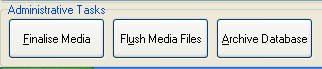 Administrative Tasks
Finalise Media
Flush Media Files
Archive Database